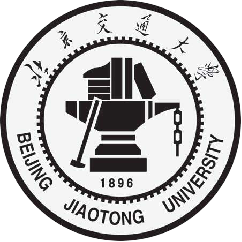 北京交通大学
1896
BEIJING JIAOTONG UNIVERSITY